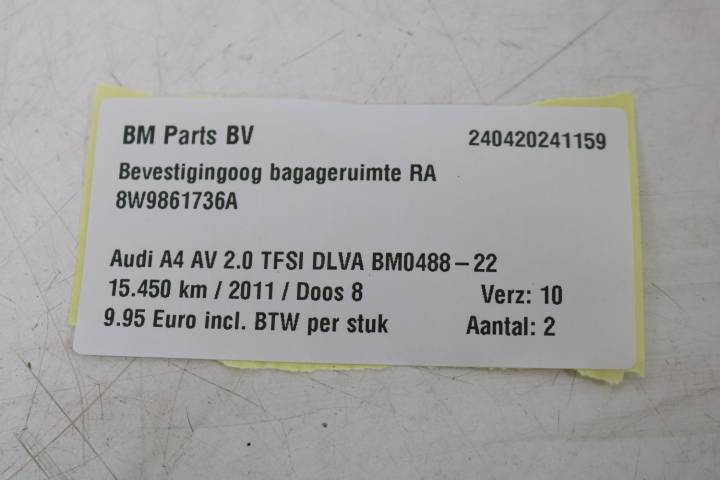 BM Parts BV 240420241159
Bevestigingoog bagageruimte RA
8W9861736A
Audi A4 AV 2.0 TFSI DLVA BM0488-22
15.450 km / 2011 / Doos 8 Verz: 10
9.95 Euro incl. BTW per stuk Aantal: 2